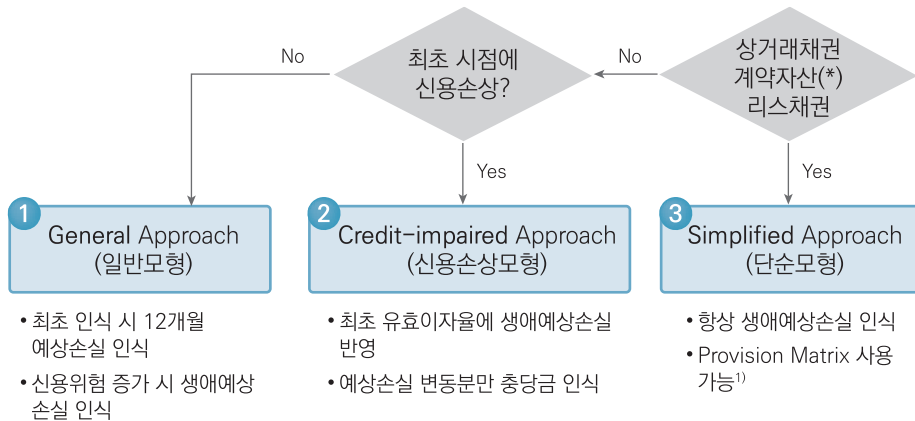 No
최초 시점에
신용손상?
No
상거래채권
계약자산(*)
리스채권
Yes
Yes
1
General Approach
(일반모형)
2
Credit-impaired Approach
(신용손상모형)
3
Simplified Approach
(단순모형)
• 최초 인식 시 12개월
예상손실 인식
• 신용위험 증가 시 생애예상
손실 인식
• 최초 유효이자율에 생애예상손실
반영
• 예상손실 변동분만 충당금 인식
• 항상 생애예상손실 인식
• Provision Matrix 사용
가능1)